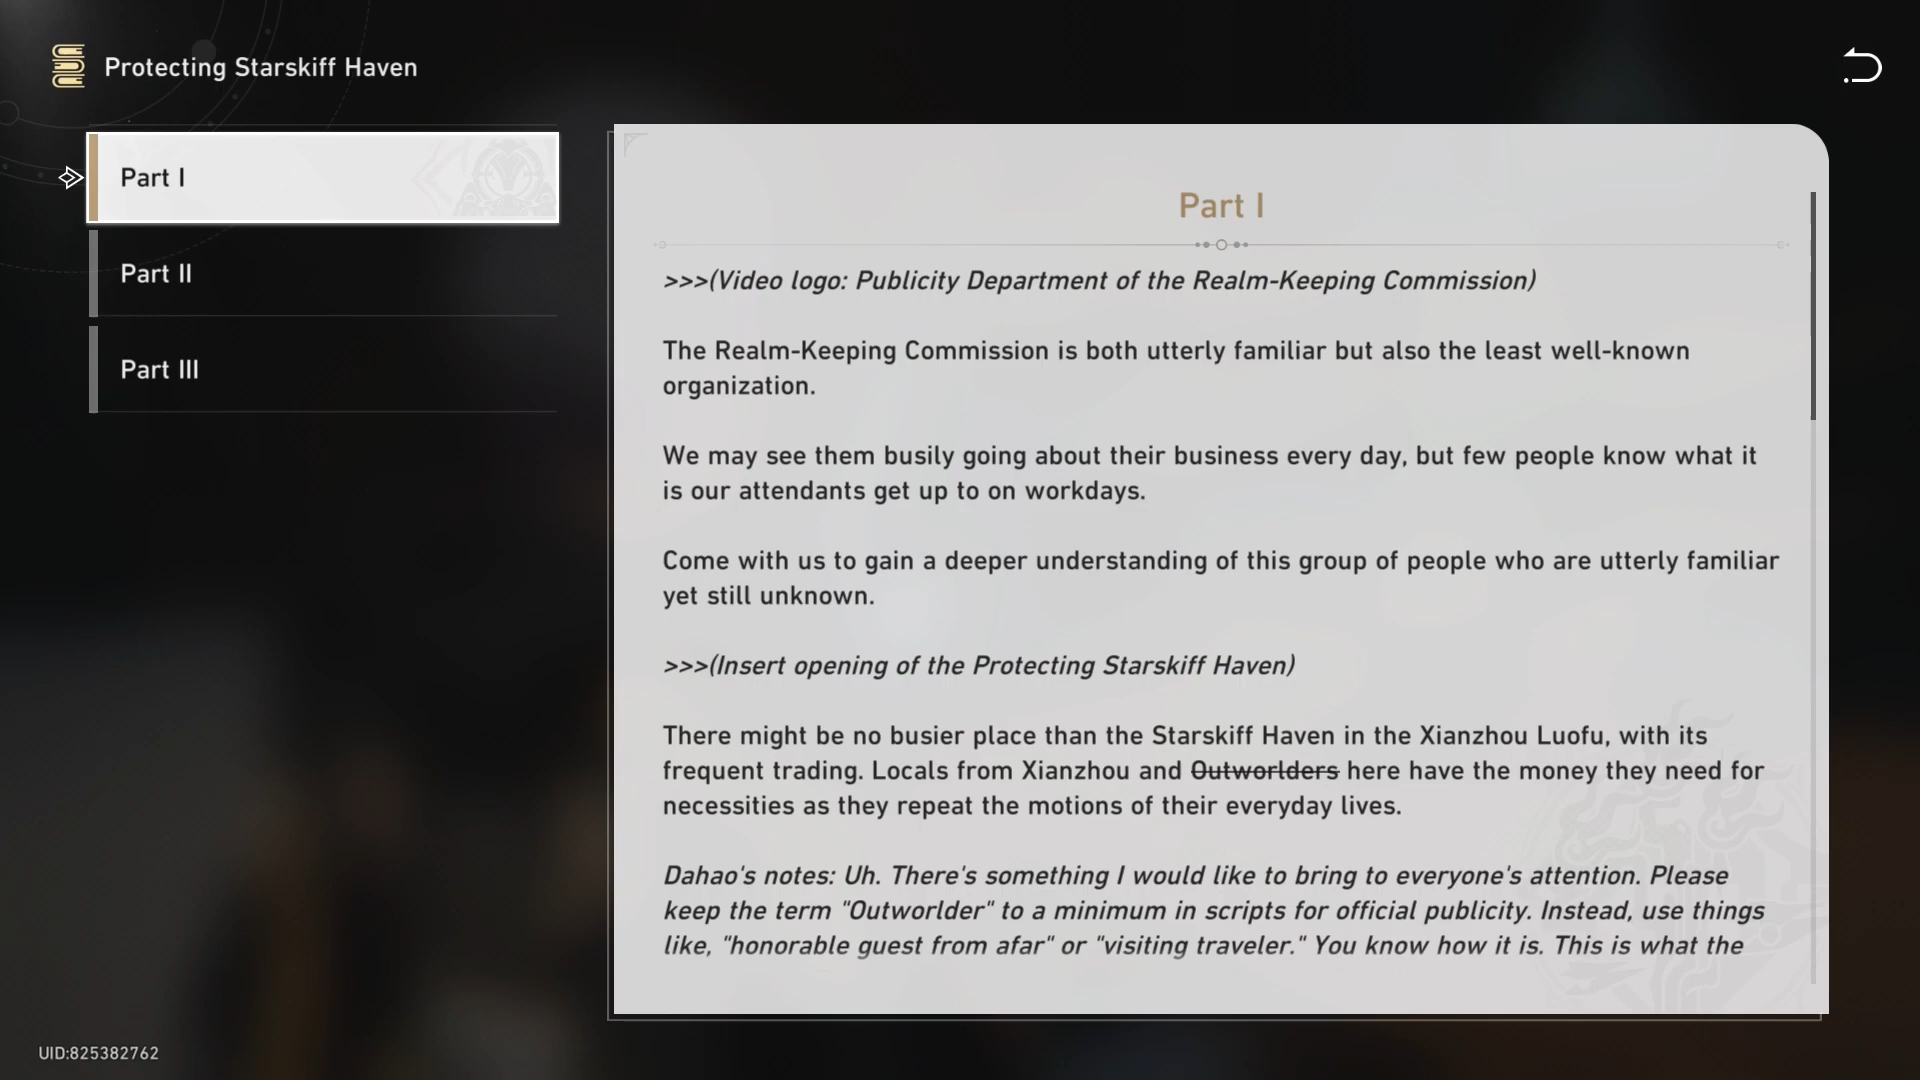 Protecting Starskiff Haven
Part I
Part II
Part III
Part I
>>>(Video logo: Publicity Department of the Realm-Keeping Commission)
The Realm-Keeping Commission is both utterly familiar but also the least well-known
organization.
We may see them busily going about their business every day, but few people know what it
is our attendants get up to on workdays.
Come with us to gain a deeper understanding of this group of people who are utterly familiar
yet still unknown.
>>>(Insert opening of the Protecting Starskiff Haven)
There might be no busier place than the Starskiff Haven in the Xianzhou Luofu, with its
frequent trading. Locals from Xianzhou and Outworlders here have the money they need for
necessities as they repeat the motions of their everyday lives.
Dahao's notes: Uh. There's something I would like to bring to everyone's attention. Please
keep the term "Outworlder" to a minimum in scripts for official publicity. Instead, use things
like, "honorable guest from afar" or "visiting traveler." You know how it is. This is what the
UID:825382762